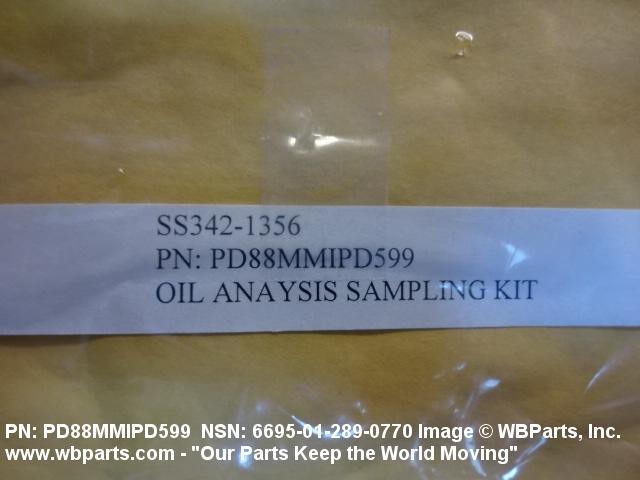 SS342-1356
PN: PD88MMIPD599
OIL ANAYSIS SAMPLING KIT
PN: PD88MMIPD599 NSN: 6695-01-289-0770 Image © WBParts, Inc.
www.wbparts.com - "Our Parts Keep the World Moving"